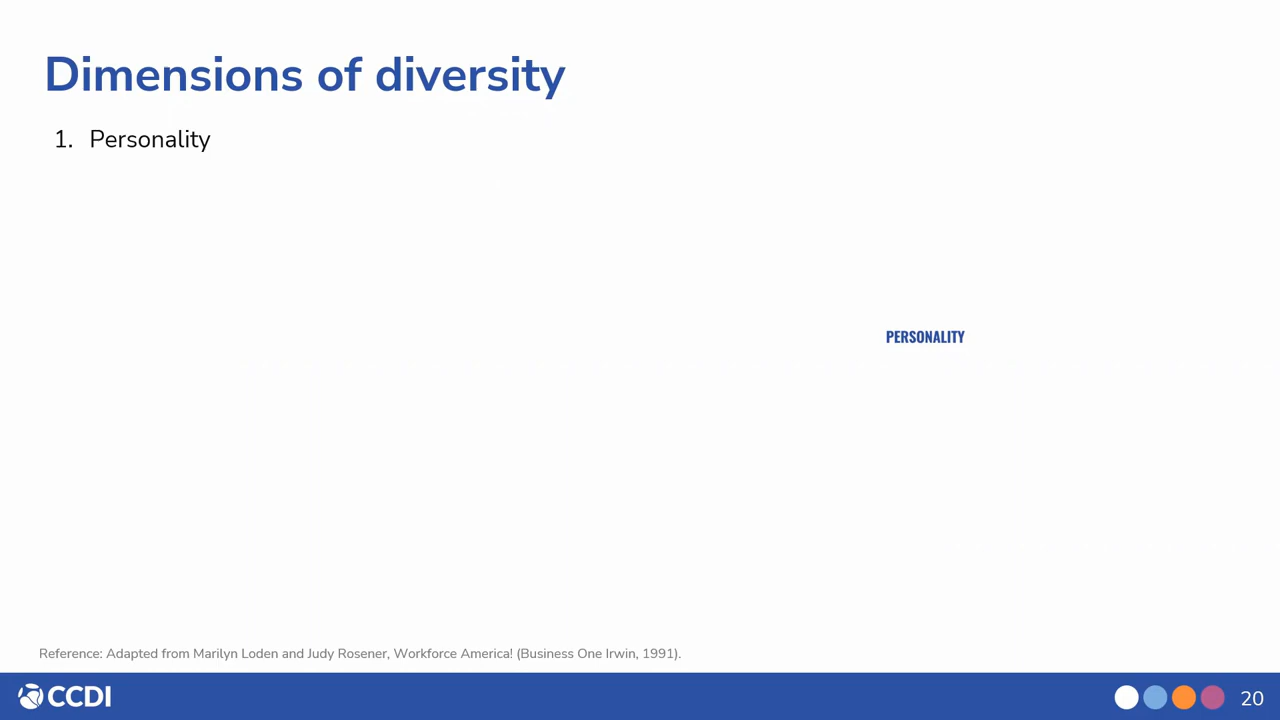 Dimensions of diversity
1. Personality
PERSONALITY
Reference: Adapted from Marilyn Loden and Judy Rosener, Workforce America! (Business One Irwin, 1991).
CCDI
20